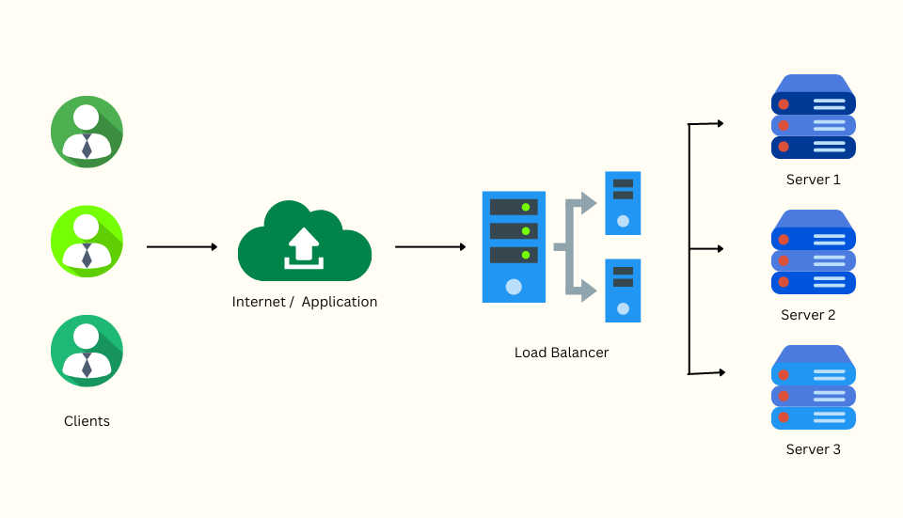 Clients
Internet /  Application
Load Balancer
Server 1
Server 2
Server 3